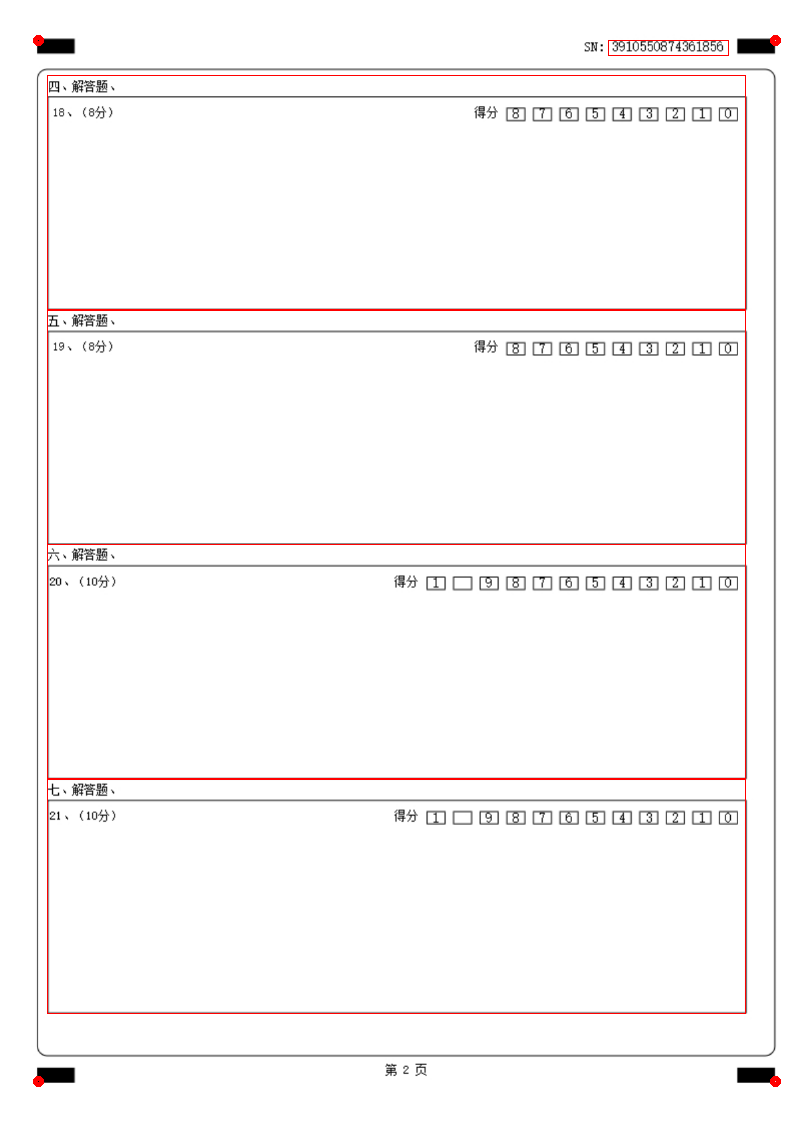 SN: 3910550874361856
四、解答题、
18、（8分） 得分 8 7 6 5 4 3 2 1 0
五、解答题、
19、（8分） 得分 8 7 6 5 4 3 2 1 0
六、解答题、
20、（10分） 得分 1 9 8 7 6 5 4 3 2 1 0
七、解答题、
21、（10分） 得分 1 9 8 7 6 5 4 3 2 1 0
第 2 页